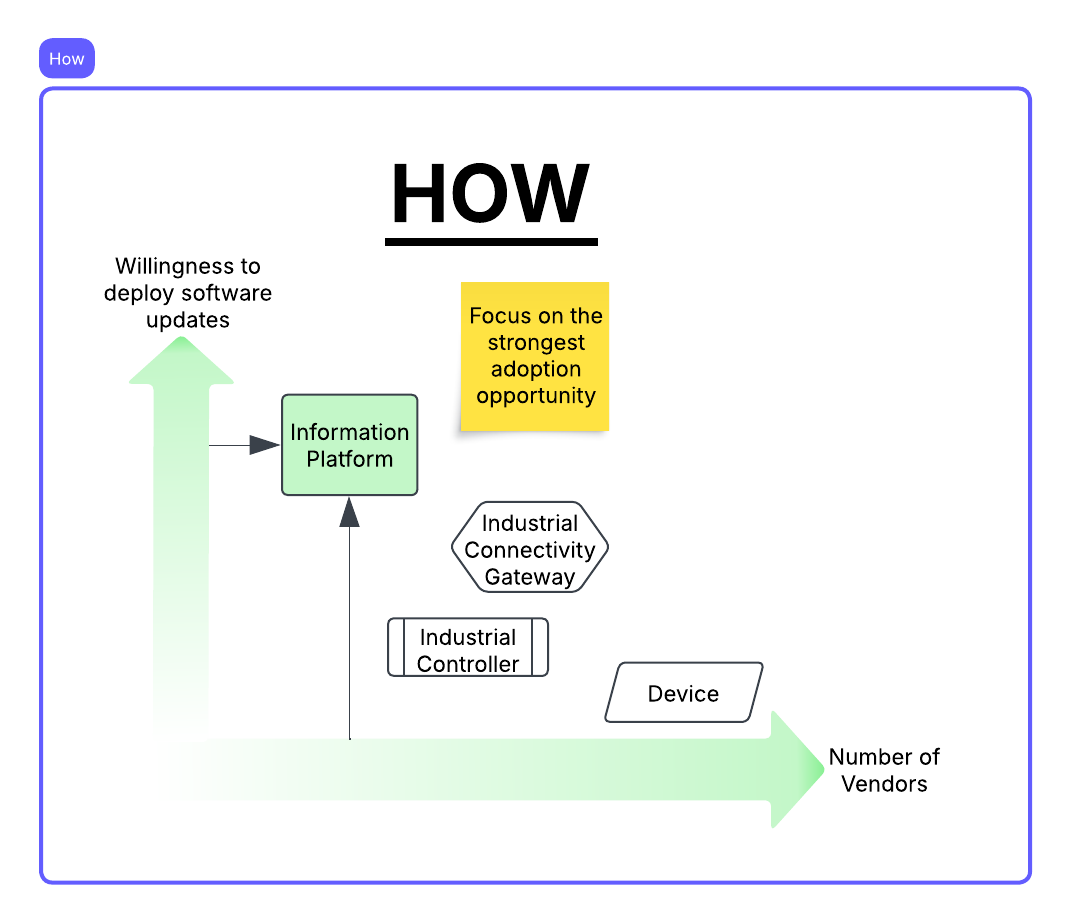 How
HOW
Willingness to
deploy software
updates
Focus on the
strongest
adoption
opportunity
Information
Platform
Industrial
Connectivity
Gateway
Industrial
Controller
Device
Number of
Vendors